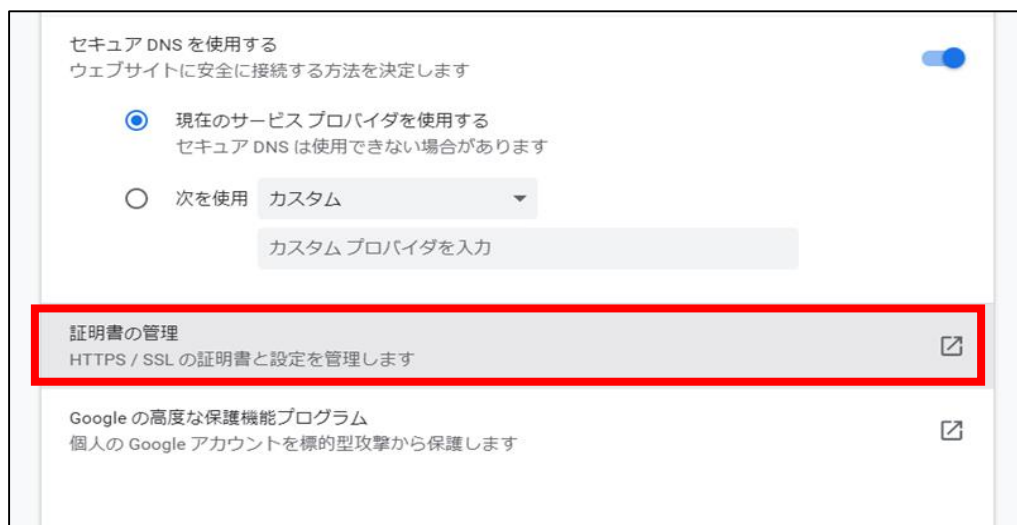 セキュア DNS を使用する
ウェブサイトに安全に接続する方法を決定します
現在のサービス プロバイダを使用する
セキュア DNS は使用できない場合があります
次を使用 カスタム
カスタム プロバイダを入力
証明書の管理
HTTPS / SSL の証明書と設定を管理します
Google の高度な保護機能プログラム
個人の Google アカウントを標的型攻撃から保護します